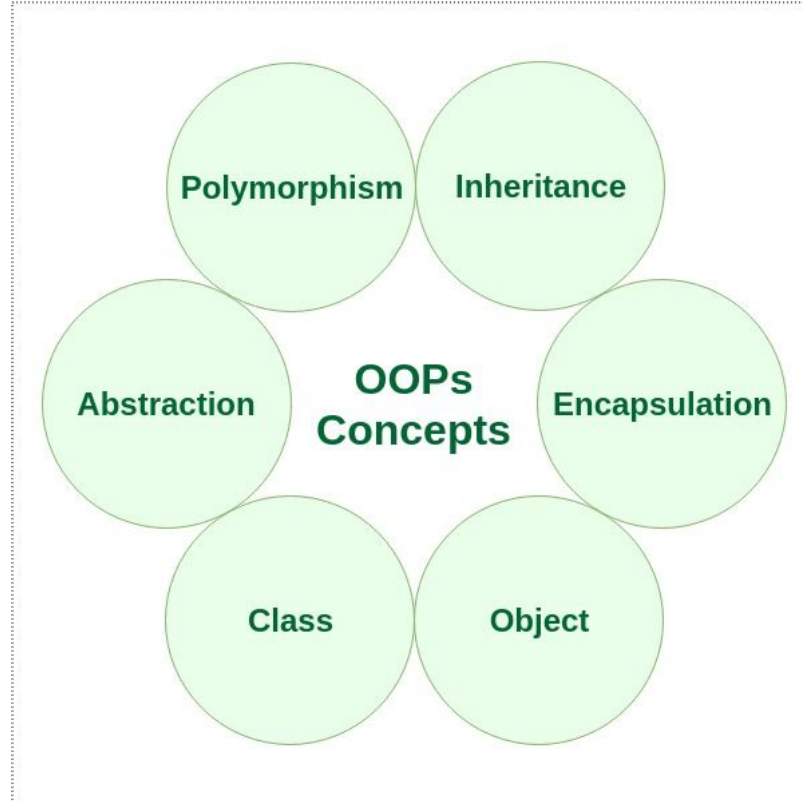 Polymorphism
Inheritance
Abstraction
OOPs
Concepts
Encapsulation
Class
Object